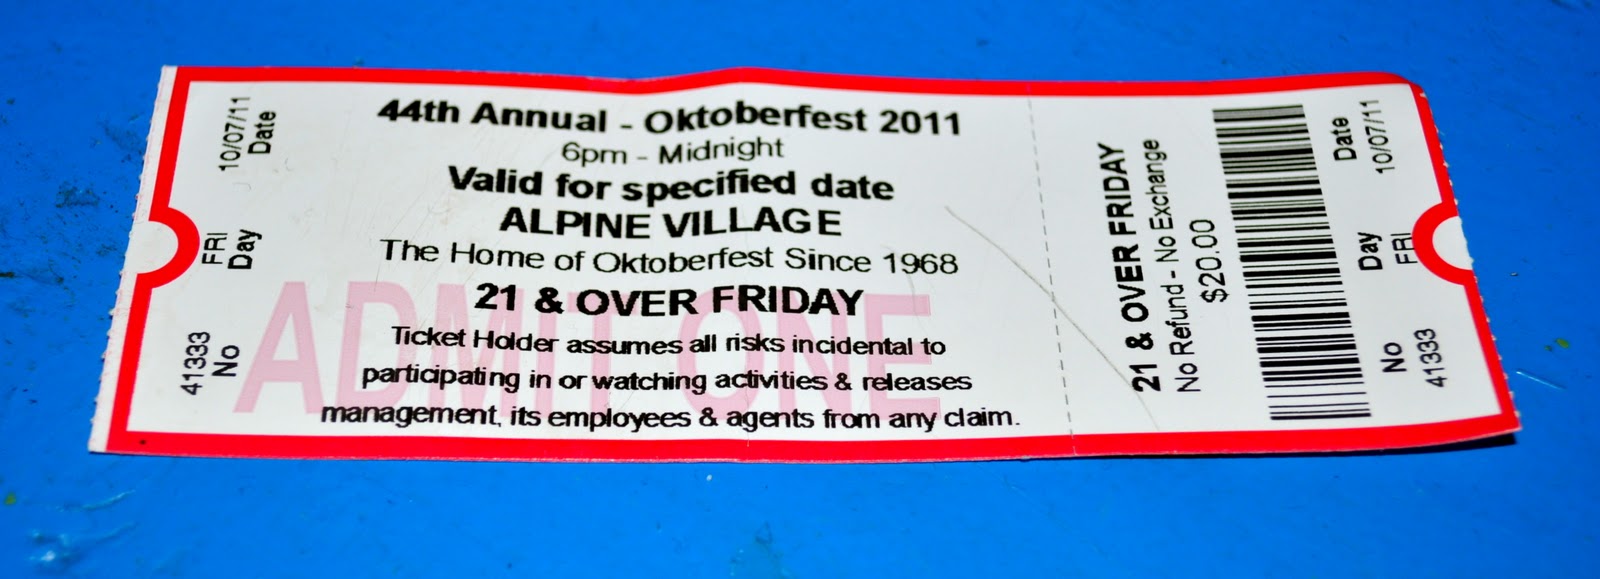 10/07/11
Date
FRI
Day
41333
No
44th Annual - Oktoberfest 2011
6pm - Midnight
Valid for specified date
ALPINE VILLAGE
The Home of Oktoberfest Since 1968
21 & OVER FRIDAY
ADMIT ONE
Ticket Holder assumes all risks incidental to
participating in or watching activities & releases
management, its employees & agents from any claim.
21 & OVER FRIDAY
No Refund - No Exchange
$20.00
Date
10/07/11
Day
FRI
No
41333